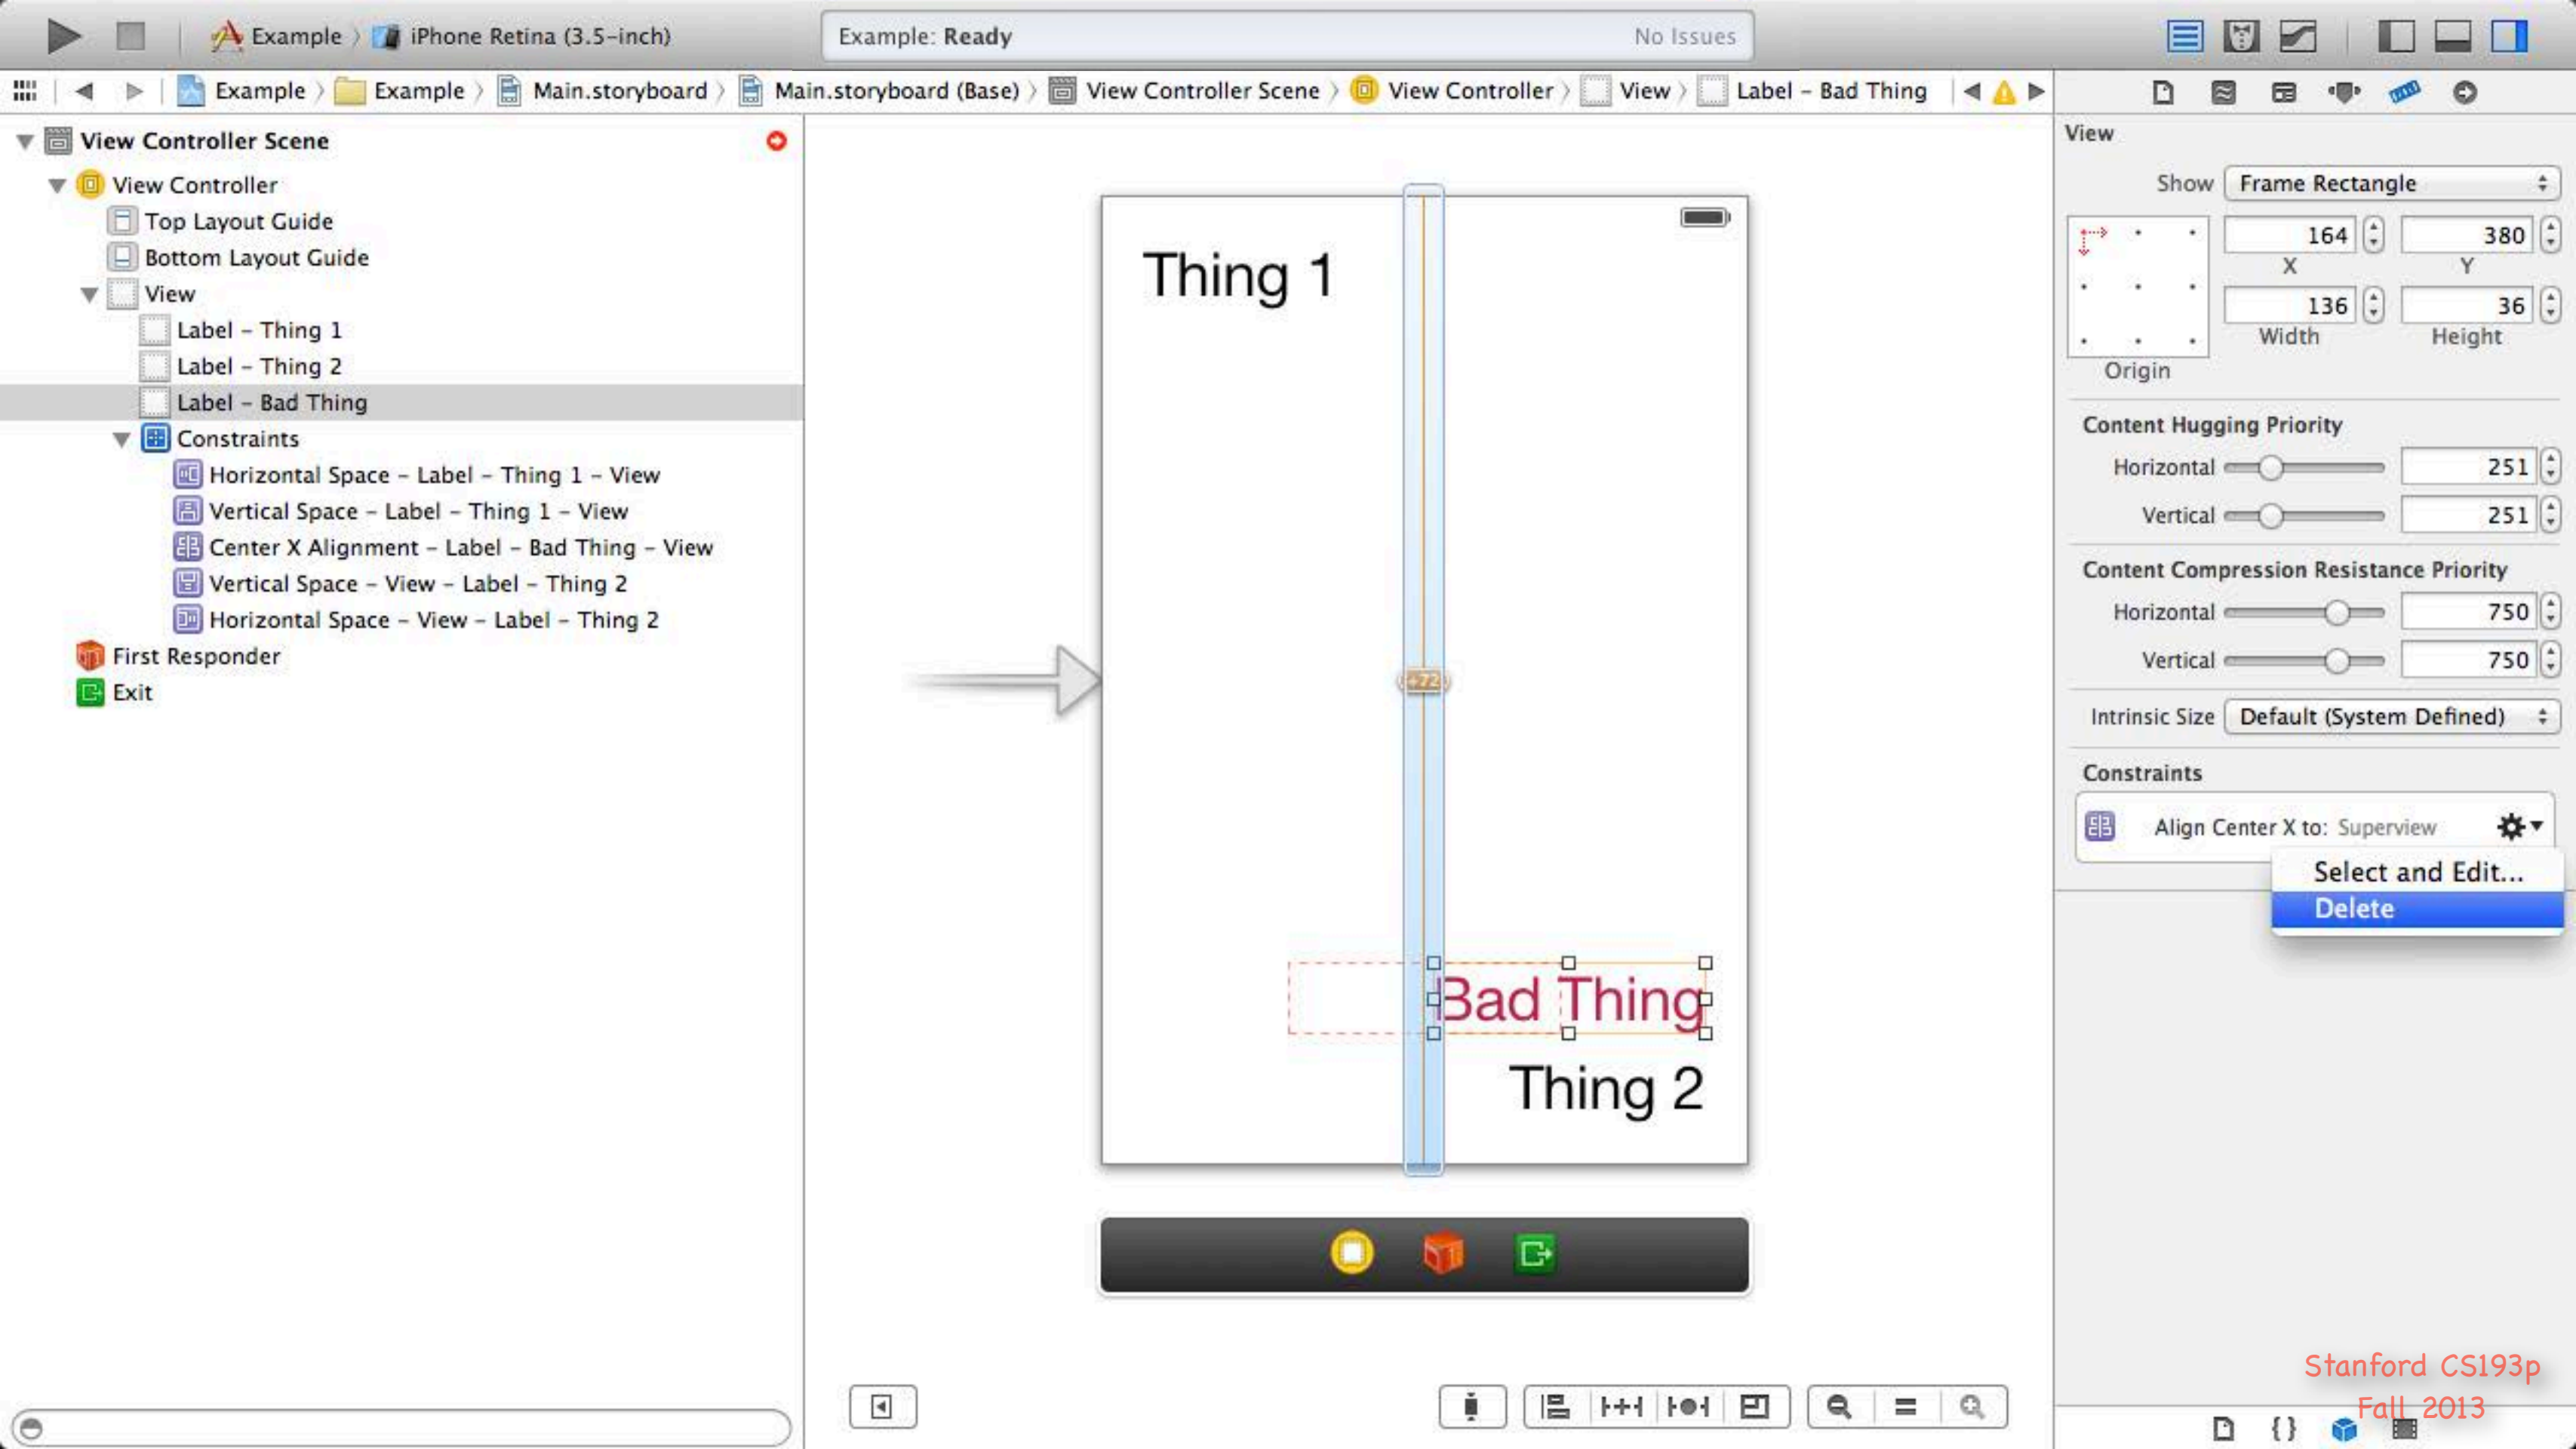 Example
iPhone Retina (3.5-inch)
Example: Ready
No Issues
Example
Example
Main.storyboard
Main.storyboard (Base)
View Controller Scene
View Controller
View
Label - Bad Thing
View Controller Scene
View Controller
Top Layout Guide
Bottom Layout Guide
View
Label - Thing 1
Label - Thing 2
Label - Bad Thing
Constraints
Horizontal Space - Label - Thing 1 - View
Vertical Space - Label - Thing 1 - View
Center X Alignment - Label - Bad Thing - View
Vertical Space - View - Label - Thing 2
Horizontal Space - View - Label - Thing 2
First Responder
Exit
Thing 1
+72
Bad Thing
Thing 2
View
Show Frame Rectangle
164 380
X Y
136 36
Width Height
Origin
Content Hugging Priority
Horizontal 251
Vertical 251
Content Compression Resistance Priority
Horizontal 750
Vertical 750
Intrinsic Size Default (System Defined)
Constraints
Align Center X to: Superview
Select and Edit...
Delete
Stanford CS193p
Fall 2013
{}